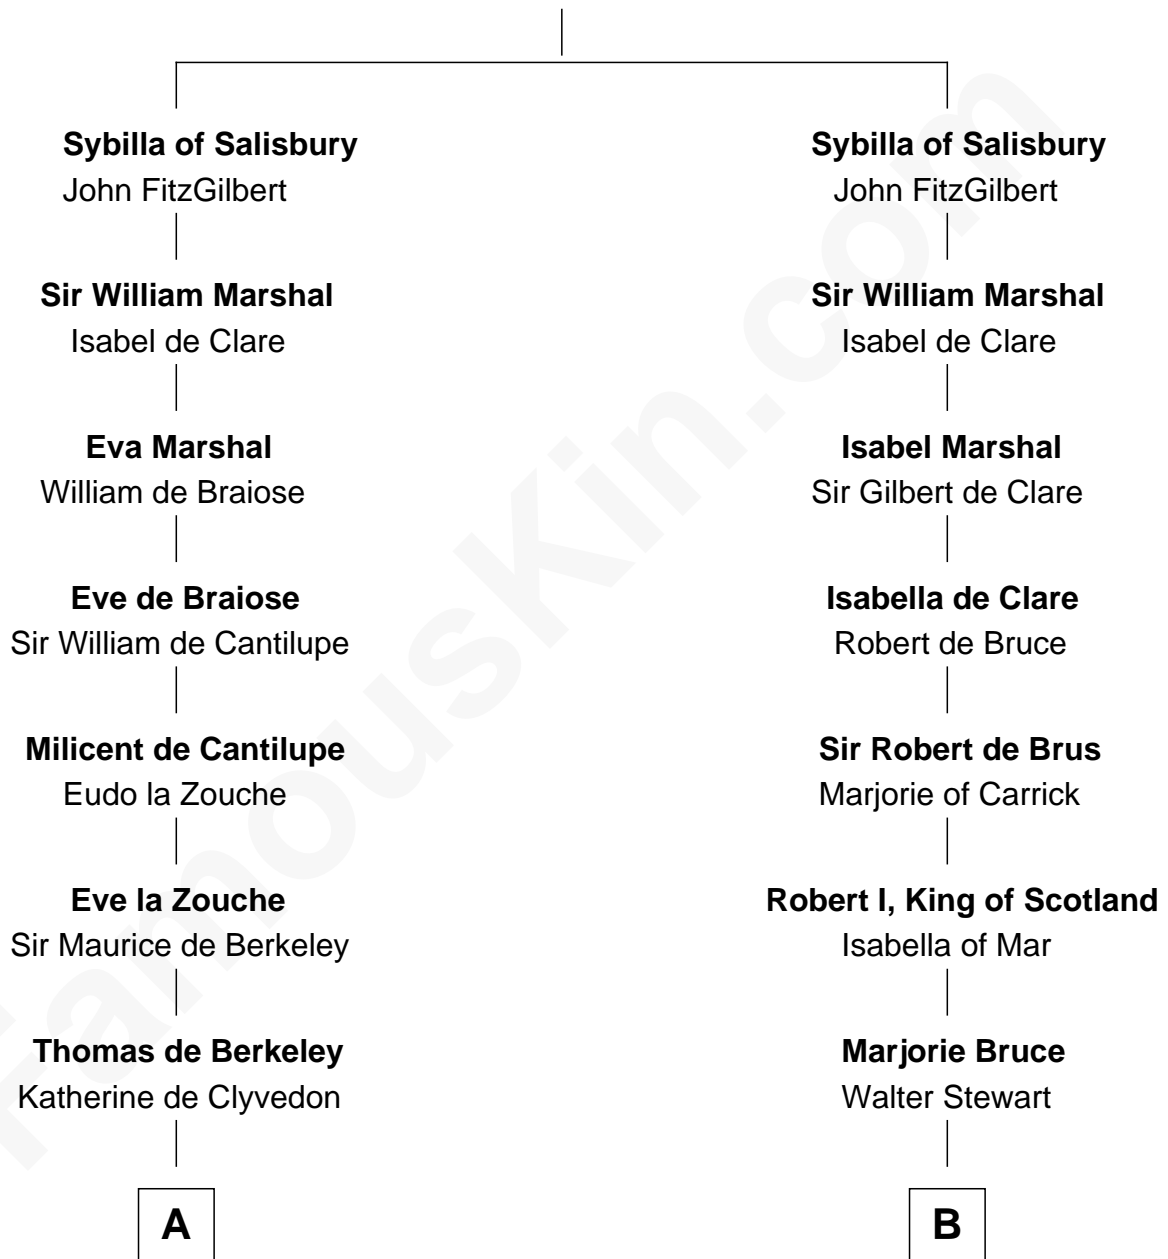 Sybilla of Salisbury
John FitzGilbert
Sir William Marshal
Isabel de Clare
Eva Marshal
William de Braiose
Eve de Braiose
Sir William de Cantilupe
Milicent de Cantilupe
Eudo la Zouche
Eve la Zouche
Sir Maurice de Berkeley
Thomas de Berkeley
Katherine de Clyvedon
A
Sybilla of Salisbury
John FitzGilbert
Sir William Marshal
Isabel de Clare
Isabel Marshal
Sir Gilbert de Clare
Isabella de Clare
Robert de Bruce
Sir Robert de Brus
Marjorie of Carrick
Robert I, King of Scotland
Isabella of Mar
Marjorie Bruce
Walter Stewart
B
FamousKin.com